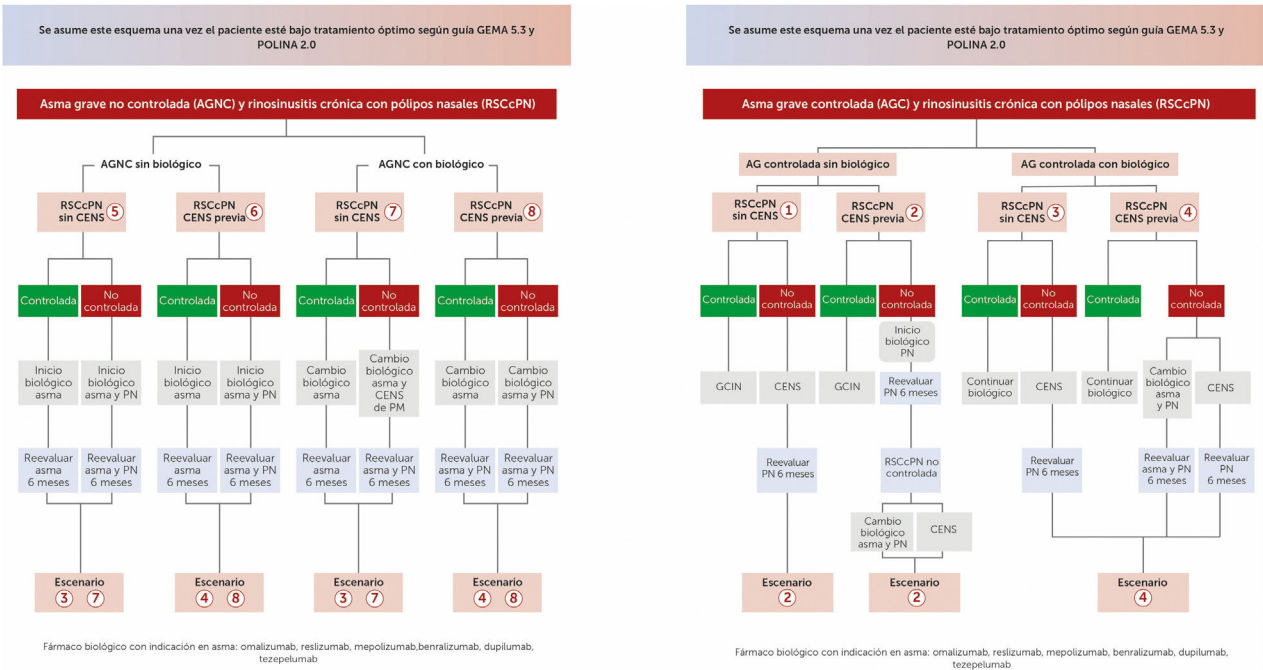 Se asume este esquema una vez el paciente esté bajo tratamiento óptimo según guía GEMA 5.3 y
POLINA 2.0
Asma grave no controlada (AGNC) y rinosinusitis crónica con pólipos nasales (RSCcPN)
AGNC sin biológico
AGNC con biológico
RSCcPN
sin CENS 5
RSCcPN
CENS previa 6
RSCcPN
sin CENS 7
RSCcPN
CENS previa 8
Controlada
No
controlada
Controlada
No
controlada
Controlada
No
controlada
Controlada
No
controlada
Inicio
biológico
asma
Inicio
biológico
asma y PN
Inicio
biológico
asma
Inicio
biológico
asma y PN
Cambio
biológico
asma
Cambio
biológico
asma y
CENS
de PM
Cambio
biológico
asma
Cambio
biológico
asma y PN
Reevaluar
asma
6 meses
Reevaluar
asma y PN
6 meses
Reevaluar
asma
6 meses
Reevaluar
asma y PN
6 meses
Reevaluar
asma
6 meses
Reevaluar
asma y PN
6 meses
Reevaluar
asma y PN
6 meses
Reevaluar
asma y PN
6 meses
Escenario
3 7
Escenario
4 8
Escenario
3 7
Escenario
4 8
Fármaco biológico con indicación en asma: omalizumab, reslizumab, mepolizumab,benralizumab, dupilumab,
tezepelumab
Se asume este esquema una vez el paciente esté bajo tratamiento óptimo según guía GEMA 5.3 y
POLINA 2.0
Asma grave controlada (AGC) y rinosinusitis crónica con pólipos nasales (RSCcPN)
AG controlada sin biológico
AG controlada con biológico
RSCcPN
sin CENS 1
RSCcPN
CENS previa 2
RSCcPN
sin CENS 3
RSCcPN
CENS previa 4
Controlada
No
controlada
Controlada
No
controlada
Controlada
No
controlada
Controlada
No
controlada
GCIN
CENS
GCIN
Inicio
biológico
PN
Reevaluar
PN 6 meses
Continuar
biológico
CENS
Continuar
biológico
Cambio
biológico
asma
y PN
CENS
Reevaluar
PN 6 meses
RSCcPN no
controlada
Reevaluar
PN 6 meses
Reevaluar
asma y PN
6 meses
Reevaluar
PN
6 meses
Cambio
biológico
asma y PN
CENS
Escenario
2
Escenario
2
Escenario
4
Fármaco biológico con indicación en asma: omalizumab, reslizumab, mepolizumab, benralizumab, dupilumab,
tezepelumab